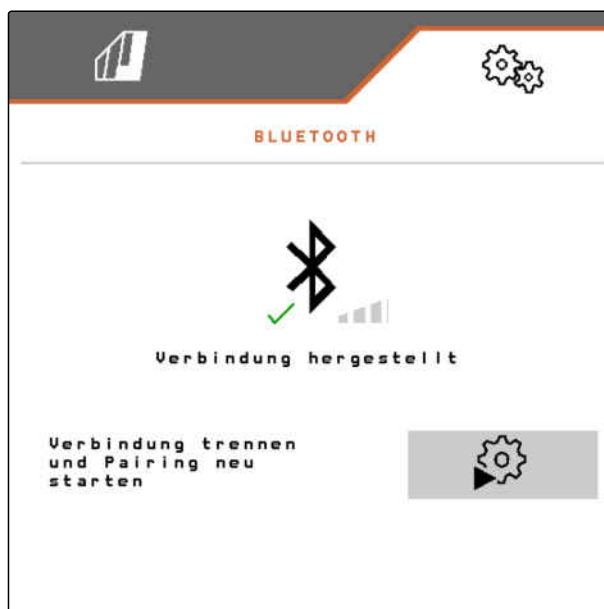 BLUETOOTH
Verbindung hergestellt
Verbindung trennen
und Pairing neu
starten